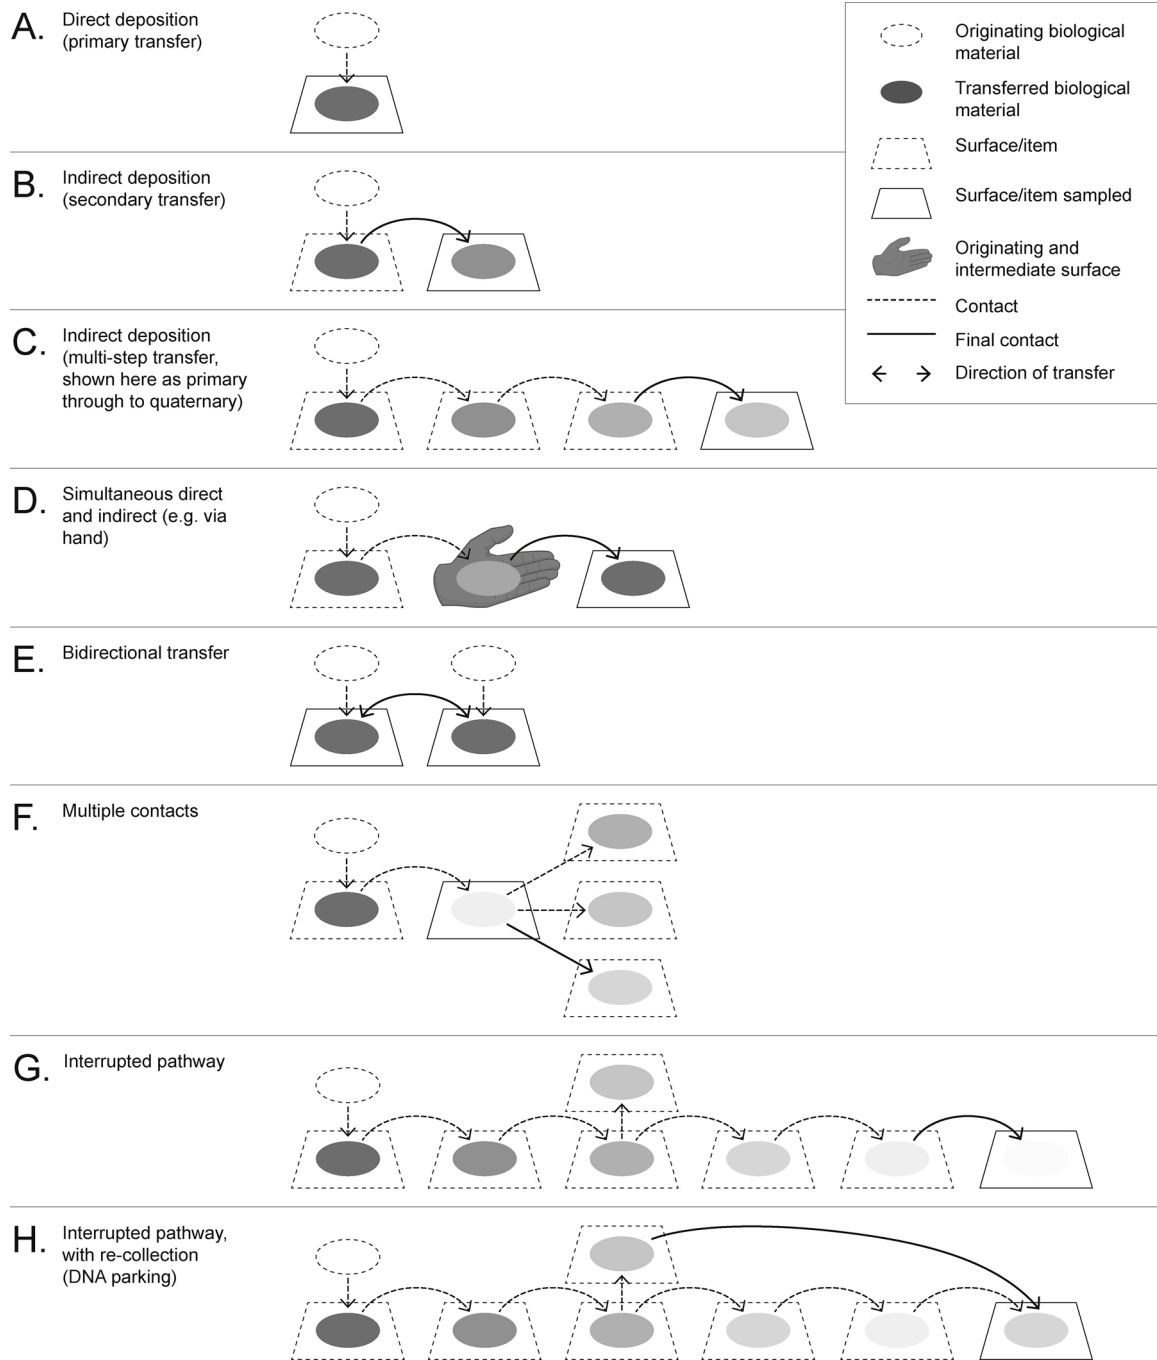 A.
Direct deposition
(primary transfer)
B.
Indirect deposition
(secondary transfer)
C.
Indirect deposition
(multi-step transfer,
shown here as primary
through to quaternary)
D.
Simultaneous direct
and indirect (e.g. via
hand)
E.
Bidirectional transfer
F.
Multiple contacts
G.
Interrupted pathway
H.
Interrupted pathway,
with re-collection
(DNA parking)
Originating biological
material
Transferred biological
material
Surface/item
Surface/item sampled
Originating and
intermediate surface
Contact
Final contact
Direction of transfer